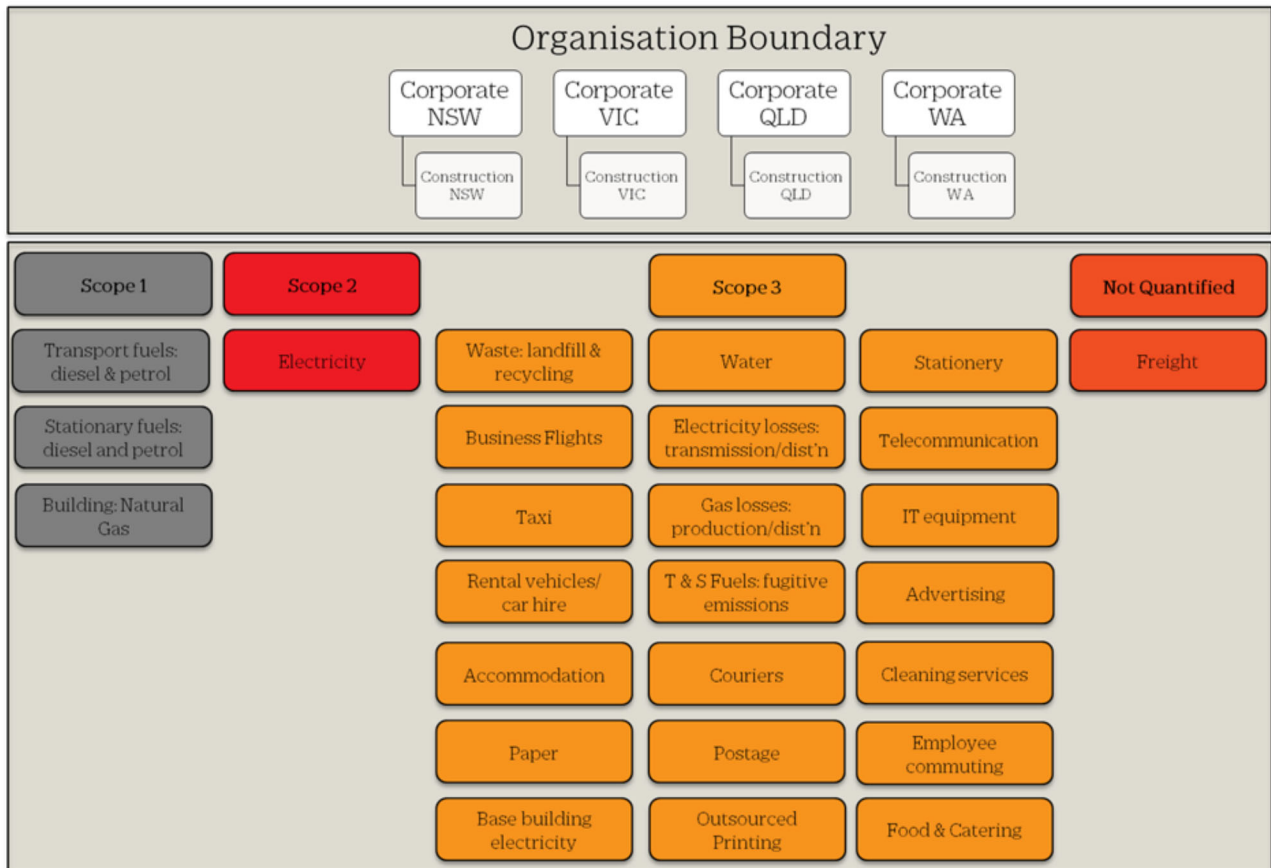 Organisation Boundary
Corporate
NSW
Corporate
VIC
Corporate
QLD
Corporate
WA
Construction
NSW
Construction
VIC
Construction
QLD
Construction
WA
Scope 1
Scope 2
Scope 3
Not Quantified
Transport fuels:
diesel & petrol
Electricity
Waste: landfill &
recycling
Water
Stationery
Freight
Stationary fuels:
diesel and petrol
Business Flights
Electricity losses:
transmission/dist'n
Telecommunication
Building: Natural
Gas
Taxi
Gas losses:
production/dist'n
IT equipment
Rental vehicles/
car hire
T & S Fuels: fugitive
emissions
Advertising
Accommodation
Couriers
Cleaning services
Paper
Postage
Employee
commuting
Base building
electricity
Outsourced
Printing
Food & Catering